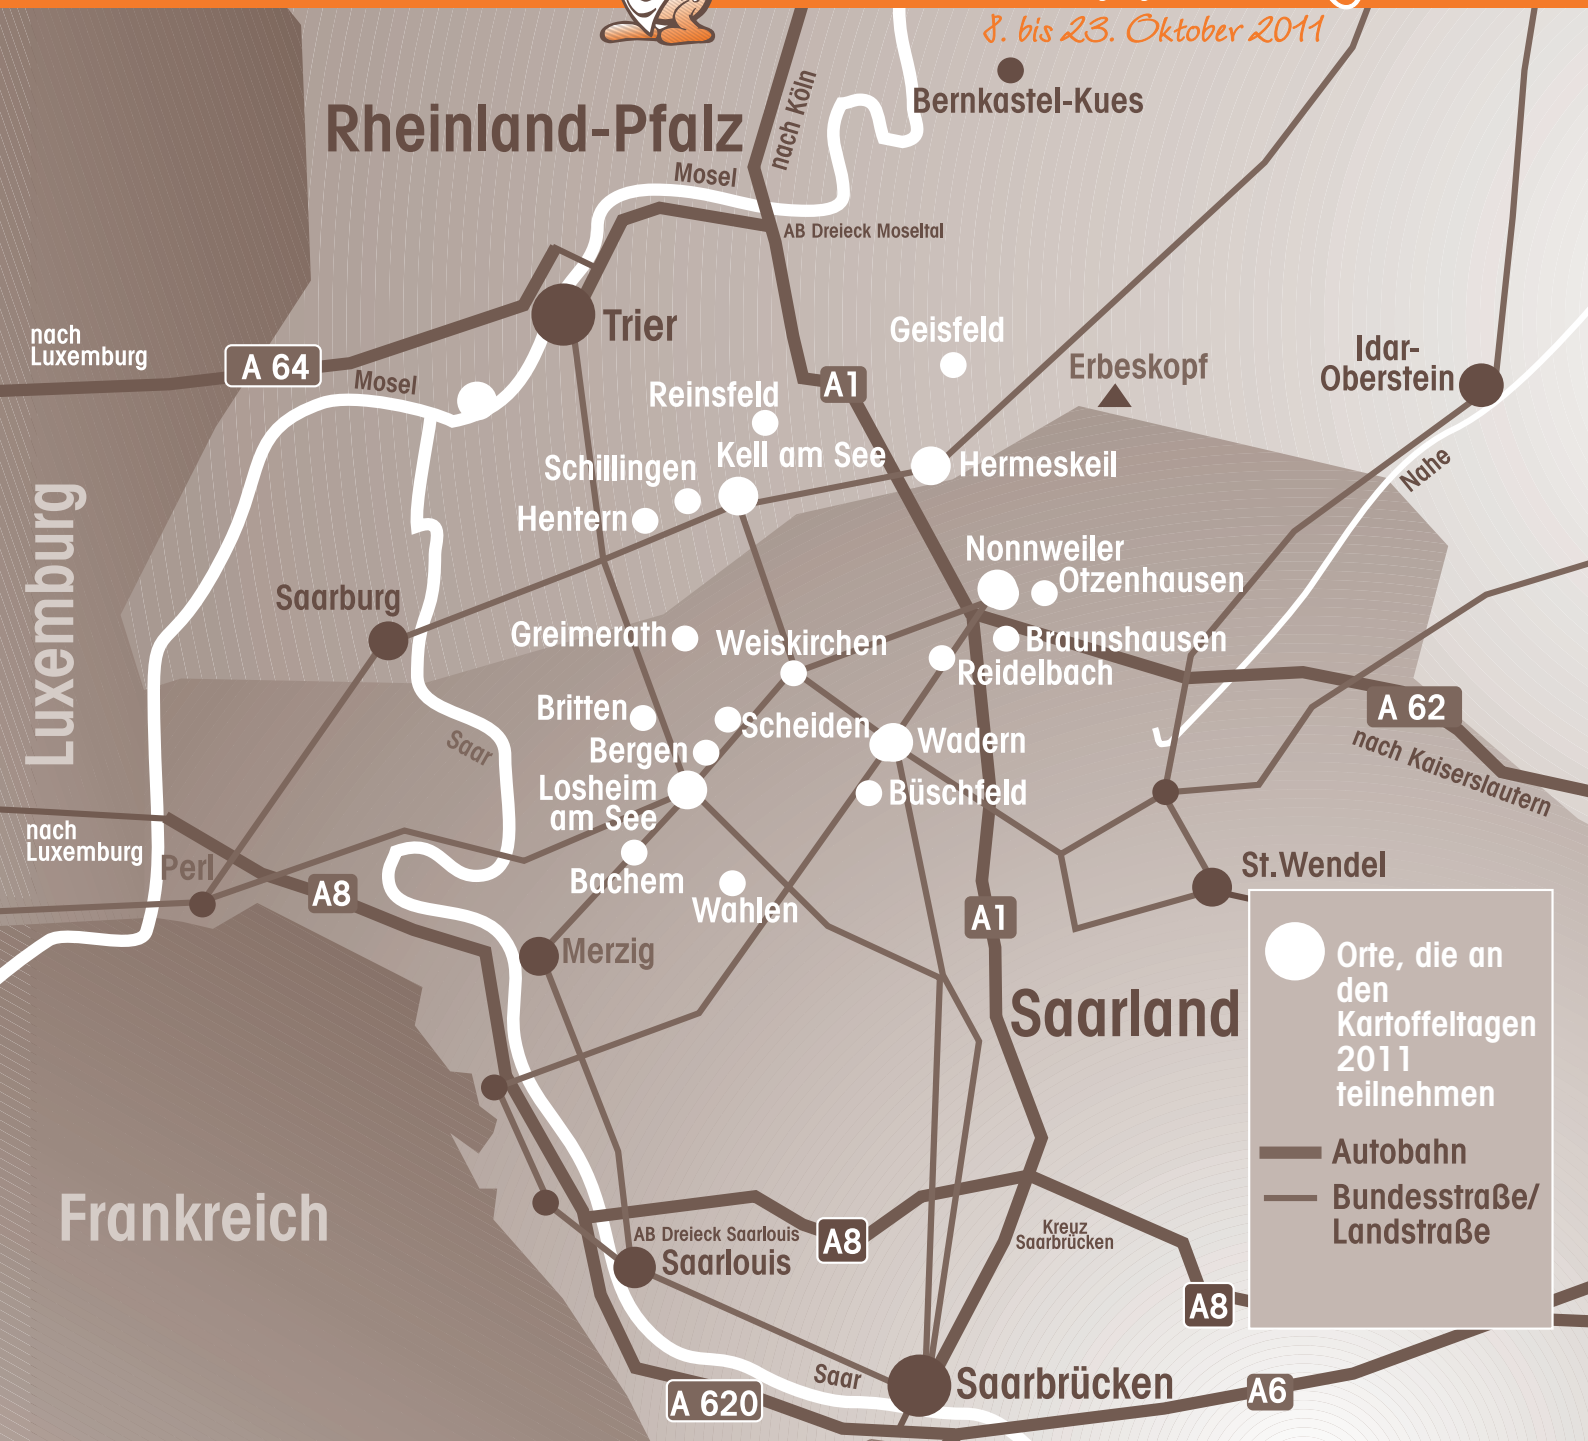 8. bis 23. Oktober 2011
Bernkastel-Kues
Rheinland-Pfalz
nach Köln
Mosel
AB Dreieck Moseltal
Trier
nach
Luxemburg
A 64
Mosel
Geisfeld
Erbeskopf
Idar-
Oberstein
A1
Reinsfeld
Kell am See
Hermeskeil
Schillingen
Hentern
Nahe
Luxemburg
Nonnweiler
Otzenhausen
Saarburg
Greimerath
Weiskirchen
Braunshausen
Reidelbach
Britten
Scheiden
Bergen
Wadern
A 62
nach Kaiserslautern
Saar
Losheim
am See
Büschfeld
nach
Luxemburg
Perl
A8
Bachem
Wahlen
St.Wendel
A1
Merzig
Saarland
Orte, die an
den
Kartoffeltagen
2011
teilnehmen
Autobahn
Bundesstraße/
Landstraße
Frankreich
AB Dreieck Saarlouis
Saarlouis
A8
Kreuz
Saarbrücken
A8
Saar
Saarbrücken
A 620
A6